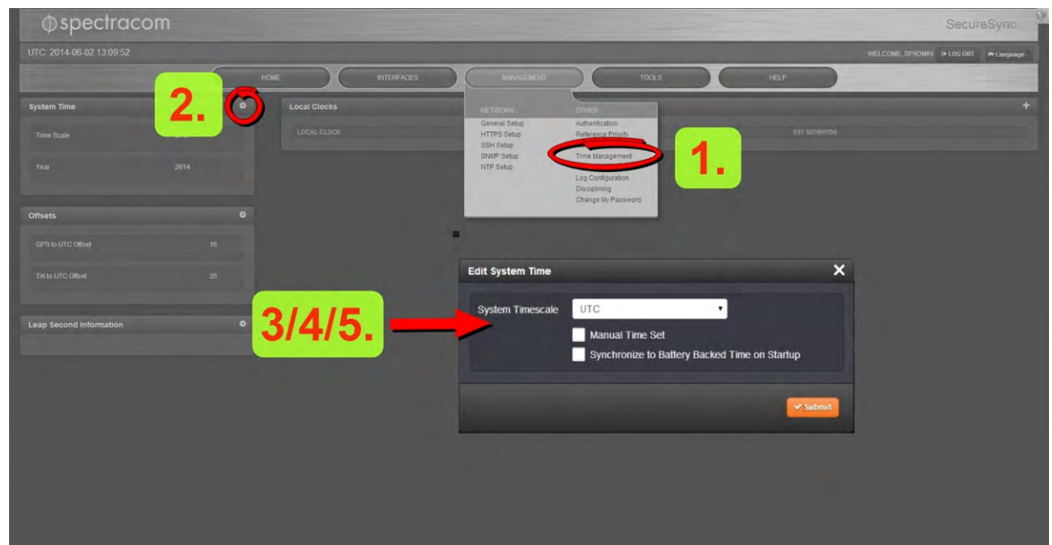 spectracom
SecureSync
UTC: 2014-06-02 13:09:52
WELCOME, SPADMIN
LOG OUT
Language
HOME
INTERFACES
MANAGEMENT
TOOLS
HELP
System Time
2.
Time Scale
Year 2014
Local Clocks
LOCAL CLOCK
NETWORK
General Setup
HTTPS Setup
SSH Setup
SNMP Setup
NTP Setup
OTHER
Authentication
Reference Priority
Time Management
Log Configuration
Disciplining
Change My Password
1.
Offsets
GPS to UTC Offset 16
TAI to UTC Offset 35
Leap Second Information
3/4/5.
Edit System Time
System Timescale UTC
Manual Time Set
Synchronize to Battery Backed Time on Startup
Submit